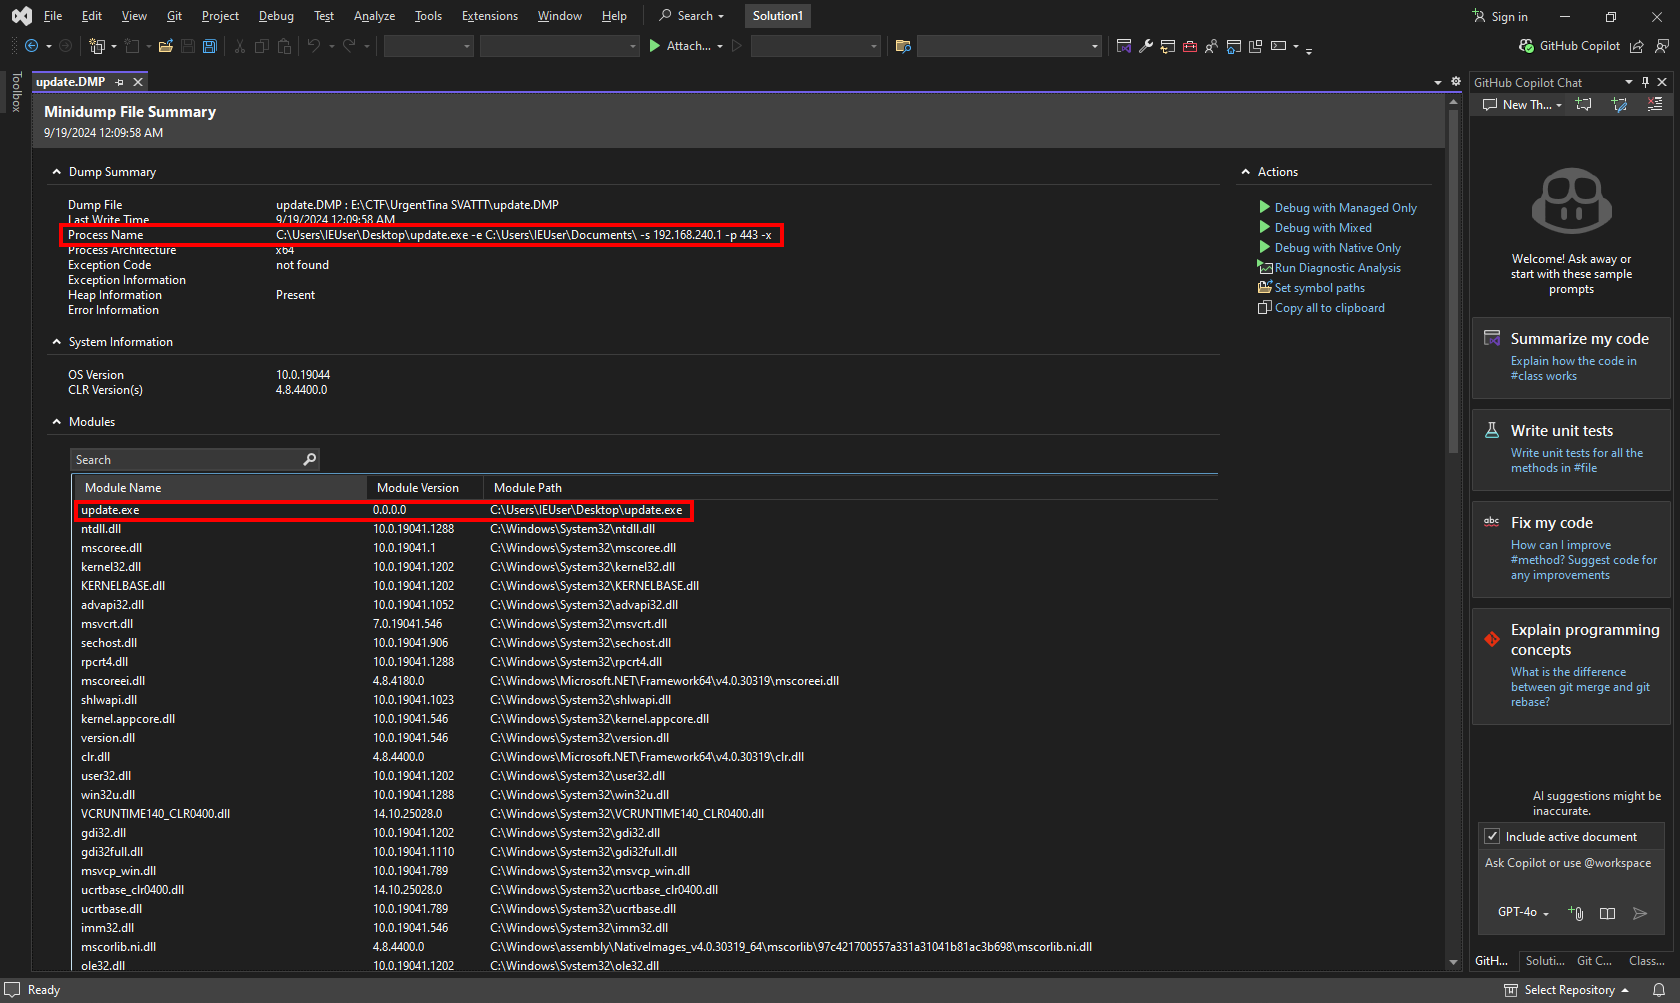 File Edit View Git Project Debug Test Analyze Tools Extensions Window Help Search Solution1 Sign in
Attach... GitHub Copilot
Toolbox
update.DMP
GitHub Copilot Chat
New Th...
Minidump File Summary
9/19/2024 12:09:58 AM
Dump Summary
Dump File update.DMP : E:\CTF\UrgentTina SVATTT\update.DMP
Last Write Time 9/19/2024 12:09:58 AM
Process Name C:\Users\IEUser\Desktop\update.exe -e C:\Users\IEUser\Documents\ -s 192.168.240.1 -p 443 -x
Process Architecture x64
Exception Code not found
Exception Information
Heap Information Present
Error Information
System Information
OS Version 10.0.19044
CLR Version(s) 4.8.4400.0
Modules
Search
Module Name Module Version Module Path
update.exe 0.0.0.0 C:\Users\IEUser\Desktop\update.exe
ntdll.dll 10.0.19041.1288 C:\Windows\System32\ntdll.dll
mscoree.dll 10.0.19041.1 C:\Windows\System32\mscoree.dll
kernel32.dll 10.0.19041.1202 C:\Windows\System32\kernel32.dll
KERNELBASE.dll 10.0.19041.1202 C:\Windows\System32\KERNELBASE.dll
advapi32.dll 10.0.19041.1052 C:\Windows\System32\advapi32.dll
msvcrt.dll 7.0.19041.546 C:\Windows\System32\msvcrt.dll
sechost.dll 10.0.19041.906 C:\Windows\System32\sechost.dll
rpcrt4.dll 10.0.19041.1288 C:\Windows\System32\rpcrt4.dll
mscoreei.dll 4.8.4180.0 C:\Windows\Microsoft.NET\Framework64\v4.0.30319\mscoreei.dll
shlwapi.dll 10.0.19041.1023 C:\Windows\System32\shlwapi.dll
kernel.appcore.dll 10.0.19041.546 C:\Windows\System32\kernel.appcore.dll
version.dll 10.0.19041.546 C:\Windows\System32\version.dll
clr.dll 4.8.4400.0 C:\Windows\Microsoft.NET\Framework64\v4.0.30319\clr.dll
user32.dll 10.0.19041.1202 C:\Windows\System32\user32.dll
win32u.dll 10.0.19041.1288 C:\Windows\System32\win32u.dll
VCRUNTIME140_CLR0400.dll 14.10.25028.0 C:\Windows\System32\VCRUNTIME140_CLR0400.dll
gdi32.dll 10.0.19041.1202 C:\Windows\System32\gdi32.dll
gdi32full.dll 10.0.19041.1110 C:\Windows\System32\gdi32full.dll
msvcp_win.dll 10.0.19041.789 C:\Windows\System32\msvcp_win.dll
ucrtbase_clr0400.dll 14.10.25028.0 C:\Windows\System32\ucrtbase_clr0400.dll
ucrtbase.dll 10.0.19041.789 C:\Windows\System32\ucrtbase.dll
imm32.dll 10.0.19041.546 C:\Windows\System32\imm32.dll
mscorlib.ni.dll 4.8.4400.0 C:\Windows\assembly\NativeImages_v4.0.30319_64\mscorlib\97c421700557a331a31041b81ac3b698\mscorlib.ni.dll
ole32.dll 10.0.19041.1202 C:\Windows\System32\ole32.dll
Actions
Debug with Managed Only
Debug with Mixed
Debug with Native Only
Run Diagnostic Analysis
Set symbol paths
Copy all to clipboard
Welcome! Ask away or
start with these sample
prompts
Summarize my code
Explain how the code in
#class works
Write unit tests
Write unit tests for all the
methods in #file
abc
Fix my code
How can I improve
#method? Suggest code for
any improvements
Explain programming
concepts
What is the difference
between git merge and git
rebase?
AI suggestions might be
inaccurate.
Include active document
Ask Copilot or use @workspace
GPT-4o
GitH... Soluti... Git C... Class...
Ready Select Repository